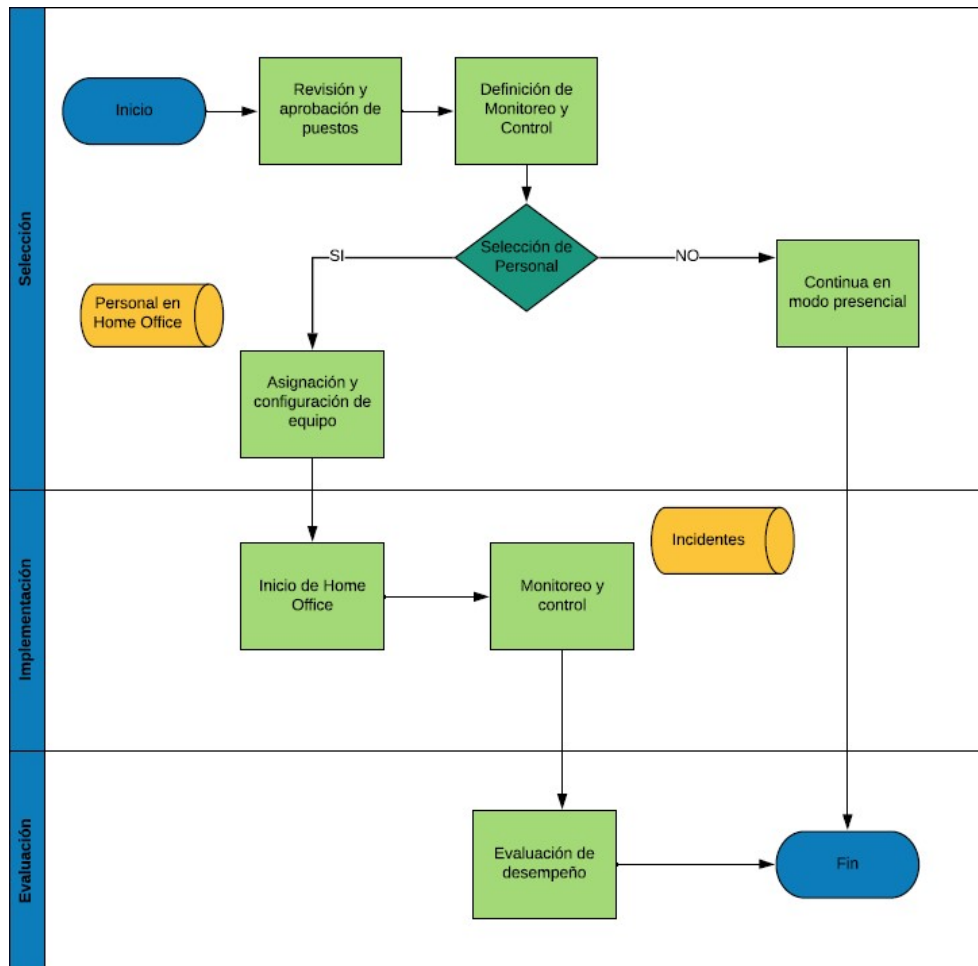 Selección
Inicio
Revisión y
aprobación de
puestos
Definición de
Monitoreo y
Control
Selección de
Personal
SI
NO
Continua en
modo presencial
Personal en
Home Office
Asignación y
configuración de
equipo
Implementación
Inicio de Home
Office
Monitoreo y
control
Incidentes
Evaluación
Evaluación de
desempeño
Fin